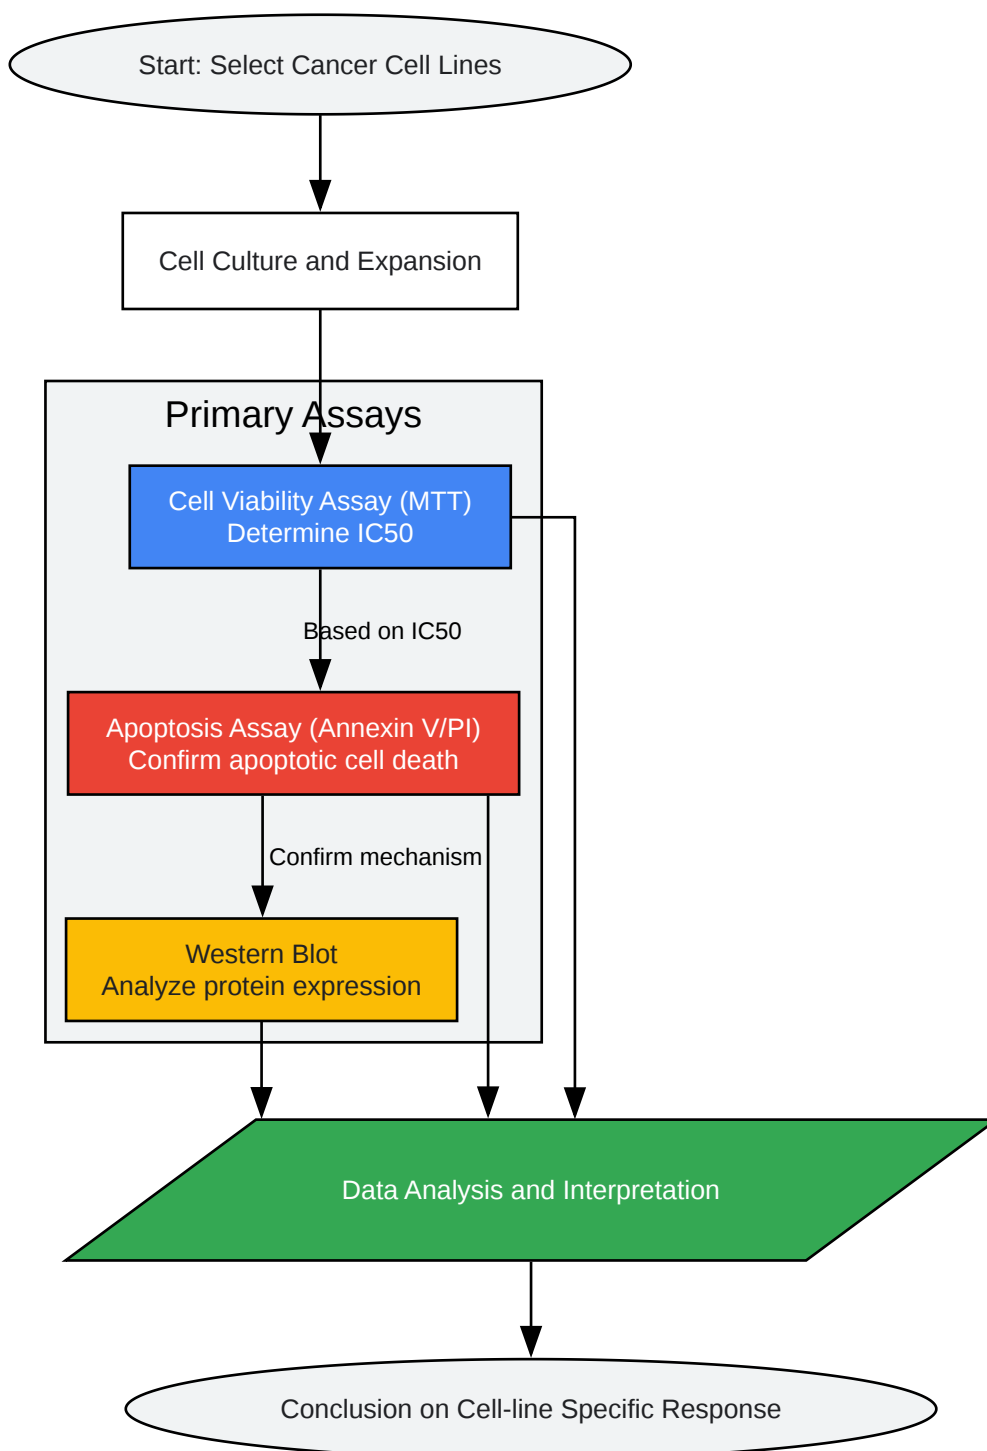 Start: Select Cancer Cell Lines
Cell Culture and Expansion
Primary Assays
Cell Viability Assay (MTT)
Determine IC50
Based on IC50
Apoptosis Assay (Annexin V/PI)
Confirm apoptotic cell death
Confirm mechanism
Western Blot
Analyze protein expression
Data Analysis and Interpretation
Conclusion on Cell-line Specific Response